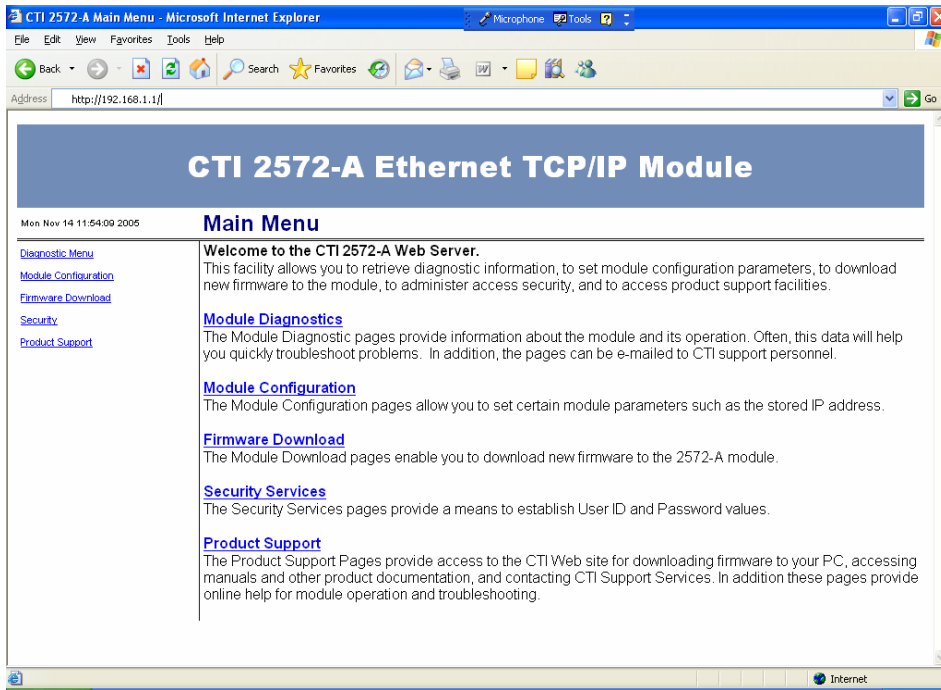 CTI 2572-A Main Menu - Microsoft Internet Explorer
Microphone Tools
File Edit View Favorites Tools Help
Back Search Favorites
Address http://192.168.1.1/ Go
CTI 2572-A Ethernet TCP/IP Module
Mon Nov 14 11:54:09 2005
Main Menu
Diagnostic Menu
Module Configuration
Firmware Download
Security
Product Support
Welcome to the CTI 2572-A Web Server.
This facility allows you to retrieve diagnostic information, to set module configuration parameters, to download
new firmware to the module, to administer access security, and to access product support facilities.
Module Diagnostics
The Module Diagnostic pages provide information about the module and its operation. Often, this data will help
you quickly troubleshoot problems. In addition, the pages can be e-mailed to CTI support personnel.
Module Configuration
The Module Configuration pages allow you to set certain module parameters such as the stored IP address.
Firmware Download
The Module Download pages enable you to download new firmware to the 2572-A module.
Security Services
The Security Services pages provide a means to establish User ID and Password values.
Product Support
The Product Support Pages provide access to the CTI Web site for downloading firmware to your PC, accessing
manuals and other product documentation, and contacting CTI Support Services. In addition these pages provide
online help for module operation and troubleshooting.
Internet